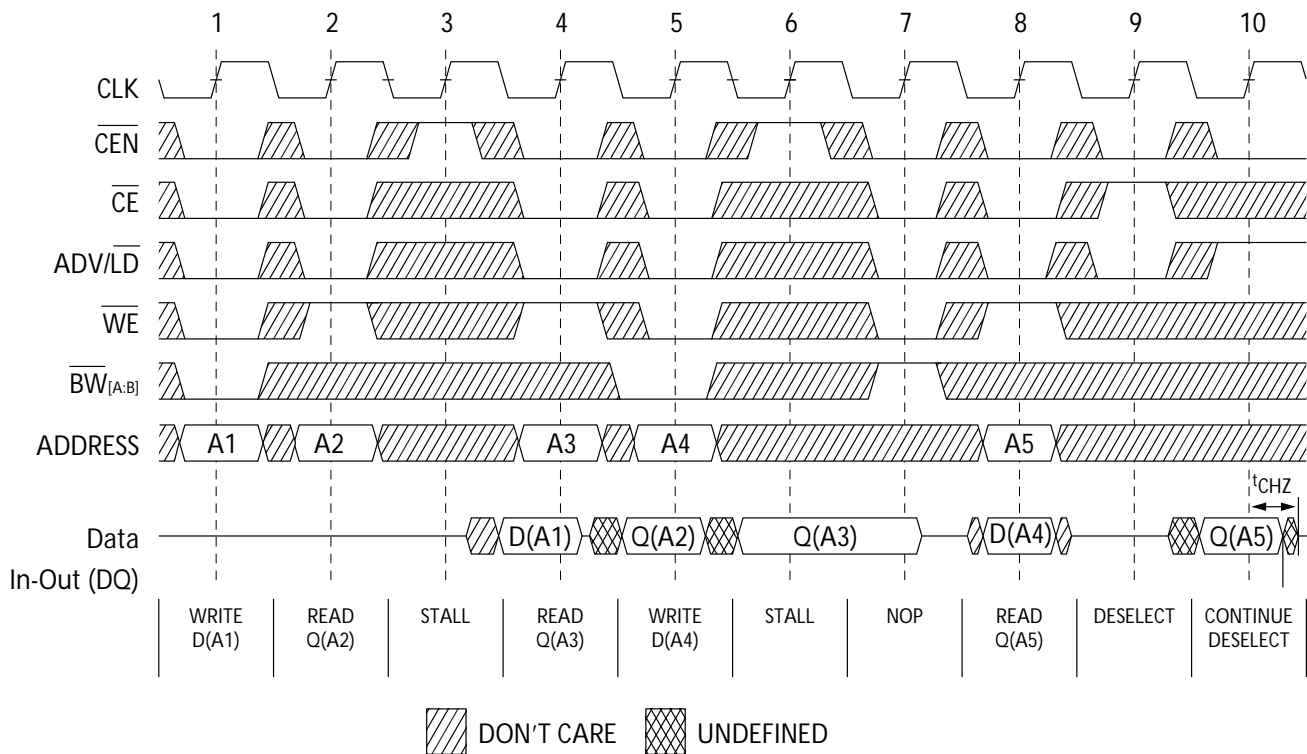 1 2 3 4 5 6 7 8 9 10
CLK
CEN
CE
ADV/LD
WE
BW[A:B]
ADDRESS A1 A2 A3 A4 A5
tCHZ
Data D(A1) Q(A2) Q(A3) D(A4) Q(A5)
In-Out (DQ)
WRITE READ STALL READ WRITE STALL NOP READ DESELECT CONTINUE
D(A1) Q(A2) Q(A3) D(A4) Q(A5) DESELECT
DON'T CARE UNDEFINED